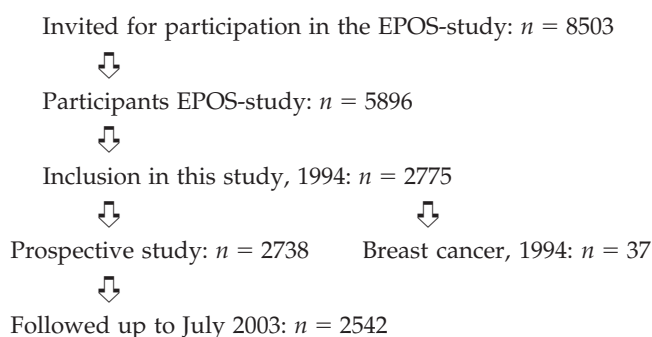 Invited for participation in the EPOS-study: n = 8503
Participants EPOS-study: n = 5896
Inclusion in this study, 1994: n = 2775
Prospective study: n = 2738 Breast cancer, 1994: n = 37
Followed up to July 2003: n = 2542